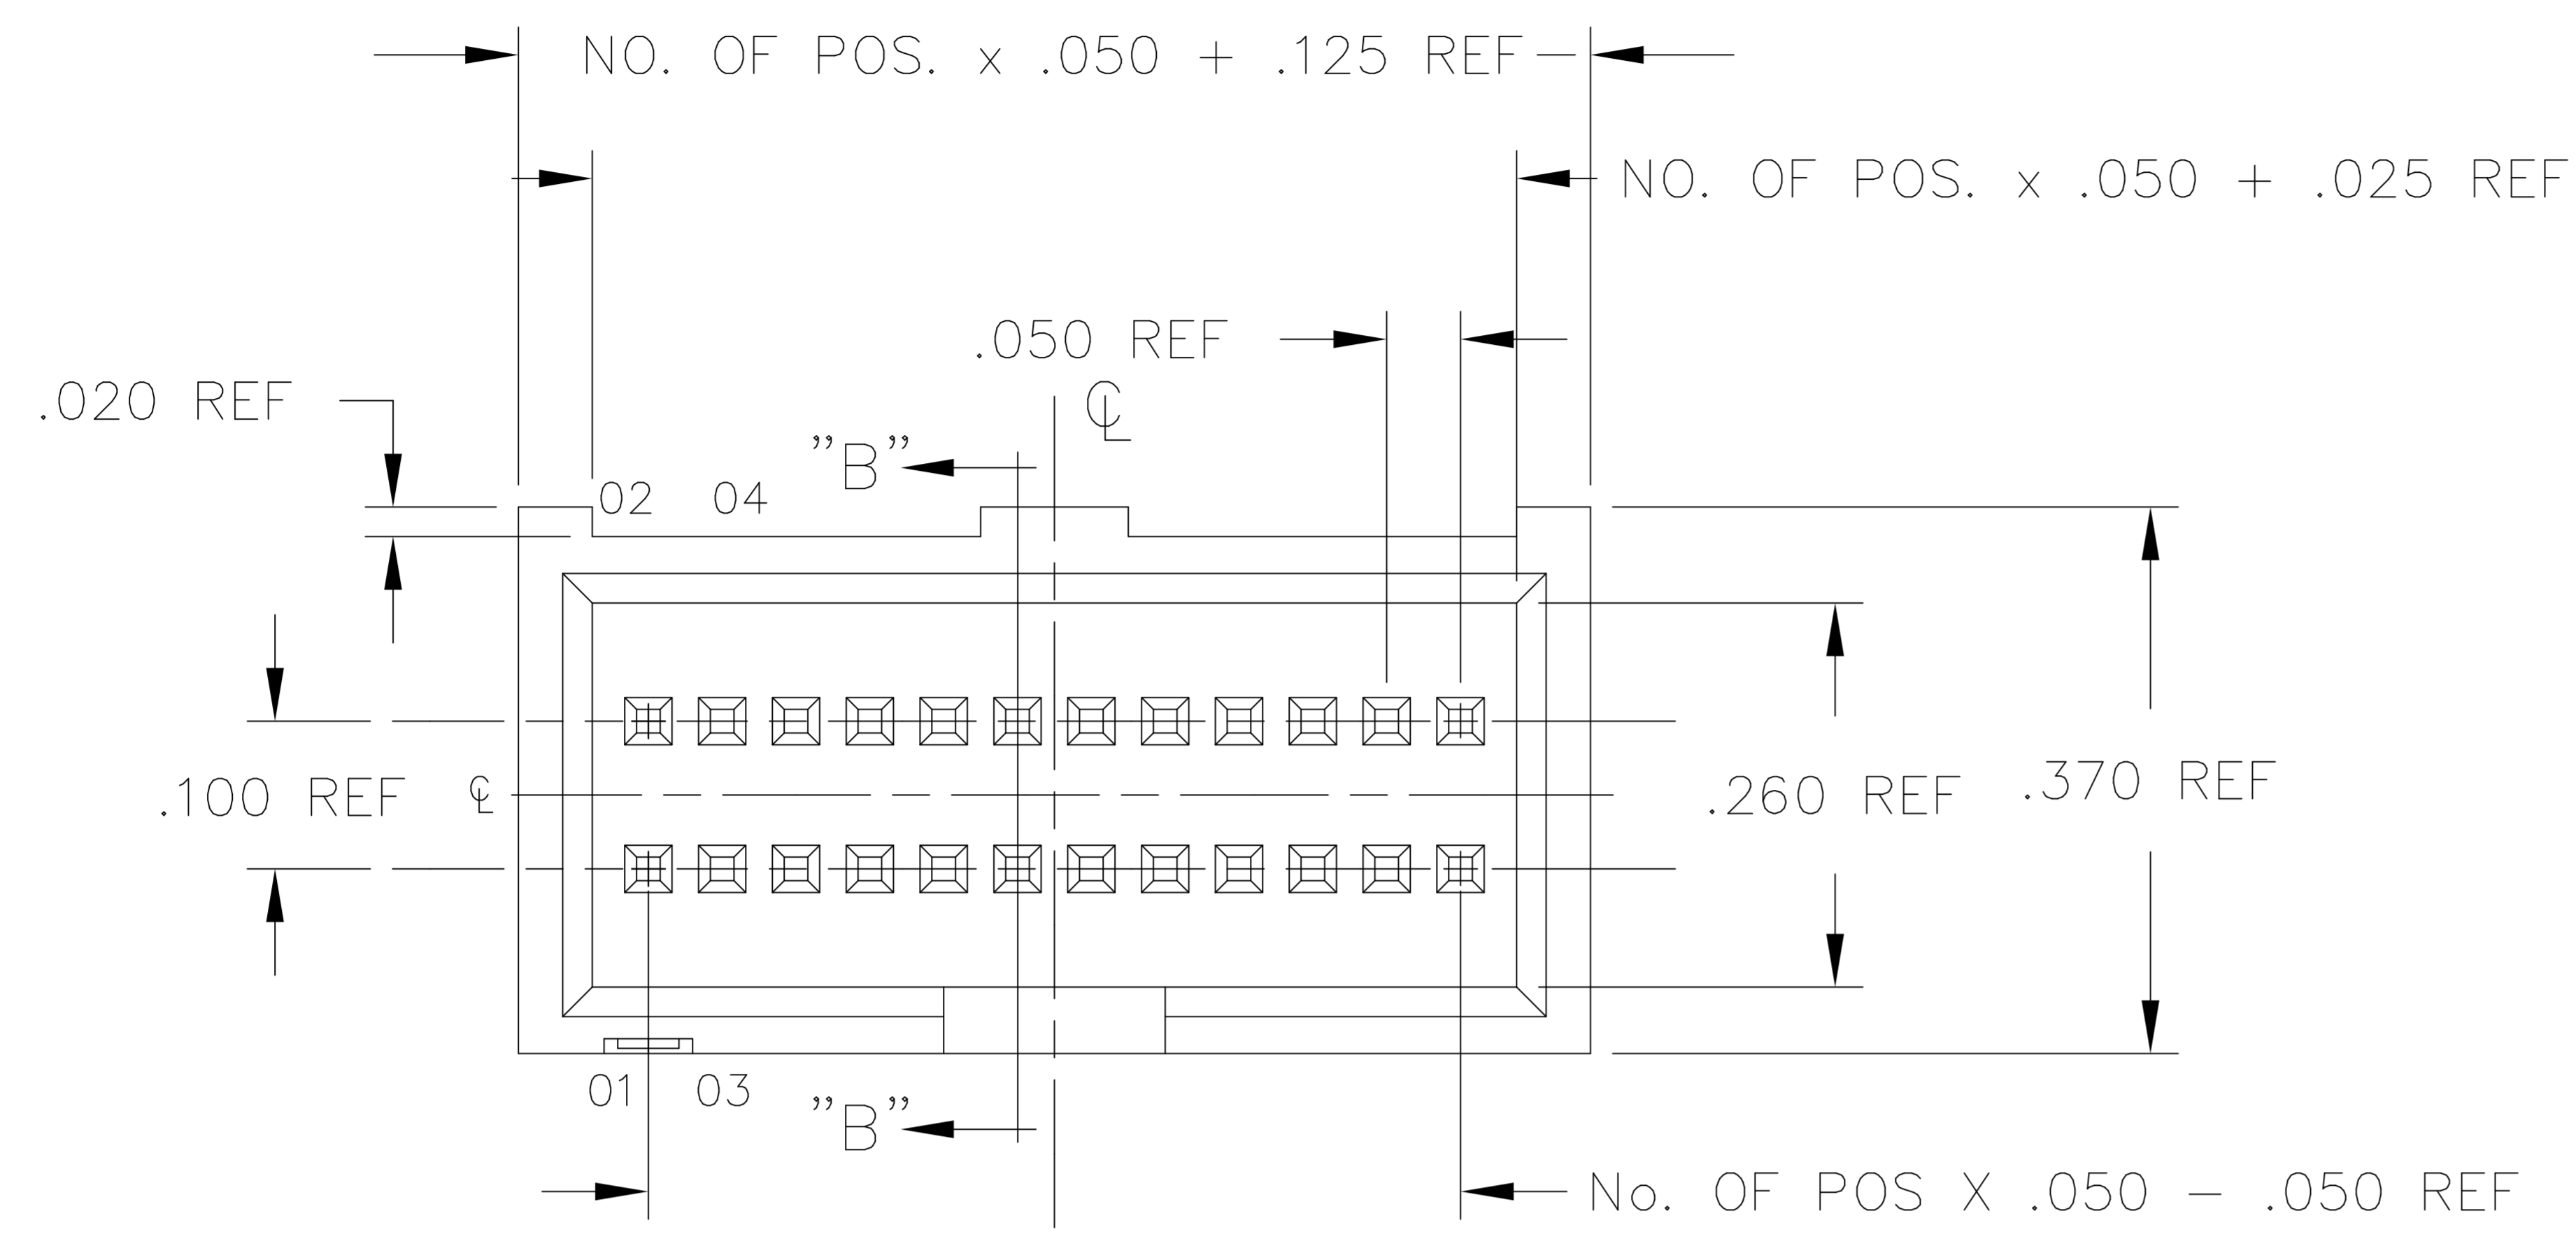 NO. OF POS. x .050 + .125 REF
NO. OF POS. x .050 + .025 REF
.050 REF
℄
.020 REF
"B"
02 04
.100 REF
℄
.260 REF
.370 REF
01 03
"B"
No. OF POS X .050 - .050 REF